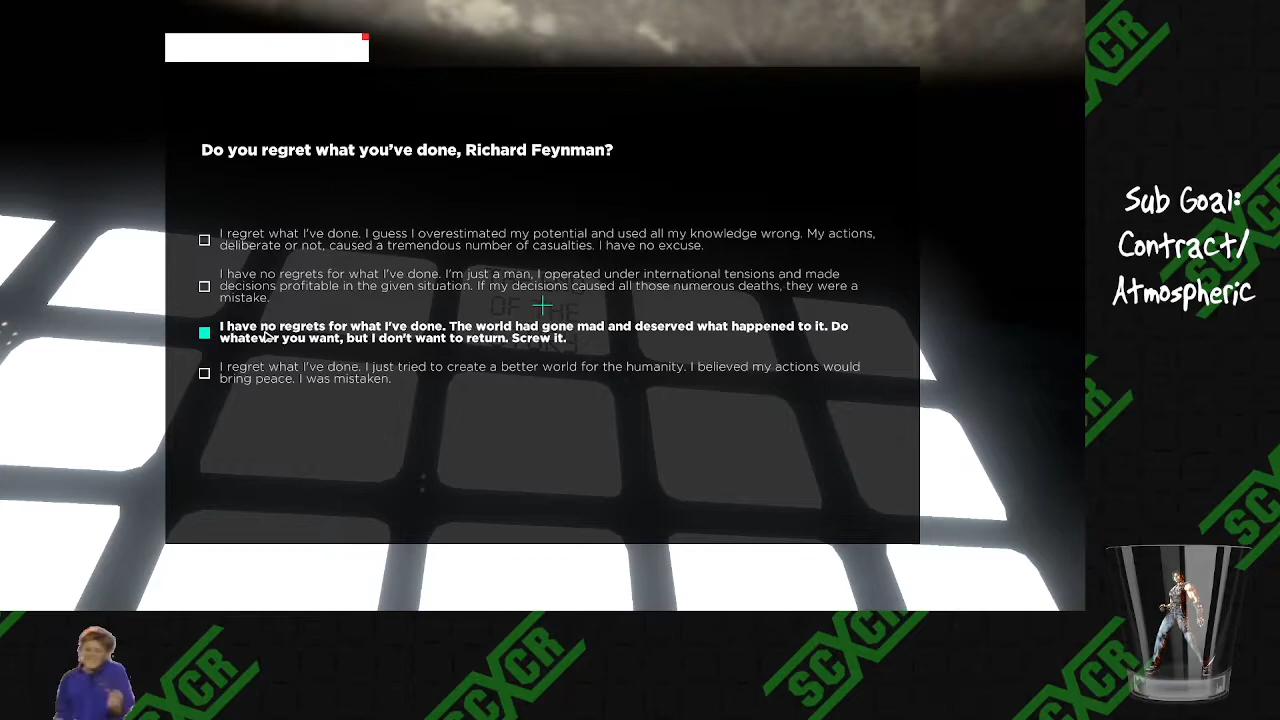 Do you regret what you've done, Richard Feynman?
I regret what I've done. I guess I overestimated my potential and used all my knowledge wrong. My actions,
deliberate or not, caused a tremendous number of casualties. I have no excuse.
I have no regrets for what I've done. I'm just a man, I operated under international tensions and made
decisions profitable in the given situation. If my decisions caused all those numerous deaths, they were a
mistake.
OF THE
I have no regrets for what I've done. The world had gone mad and deserved what happened to it. Do
whatever you want, but I don't want to return. Screw it.
I regret what I've done. I just tried to create a better world for the humanity. I believed my actions would
bring peace. I was mistaken.
Sub Goal:
Contract/
Atmospheric
SCXCR
SCXCR
SCXCR
SCXCR
SCXCR